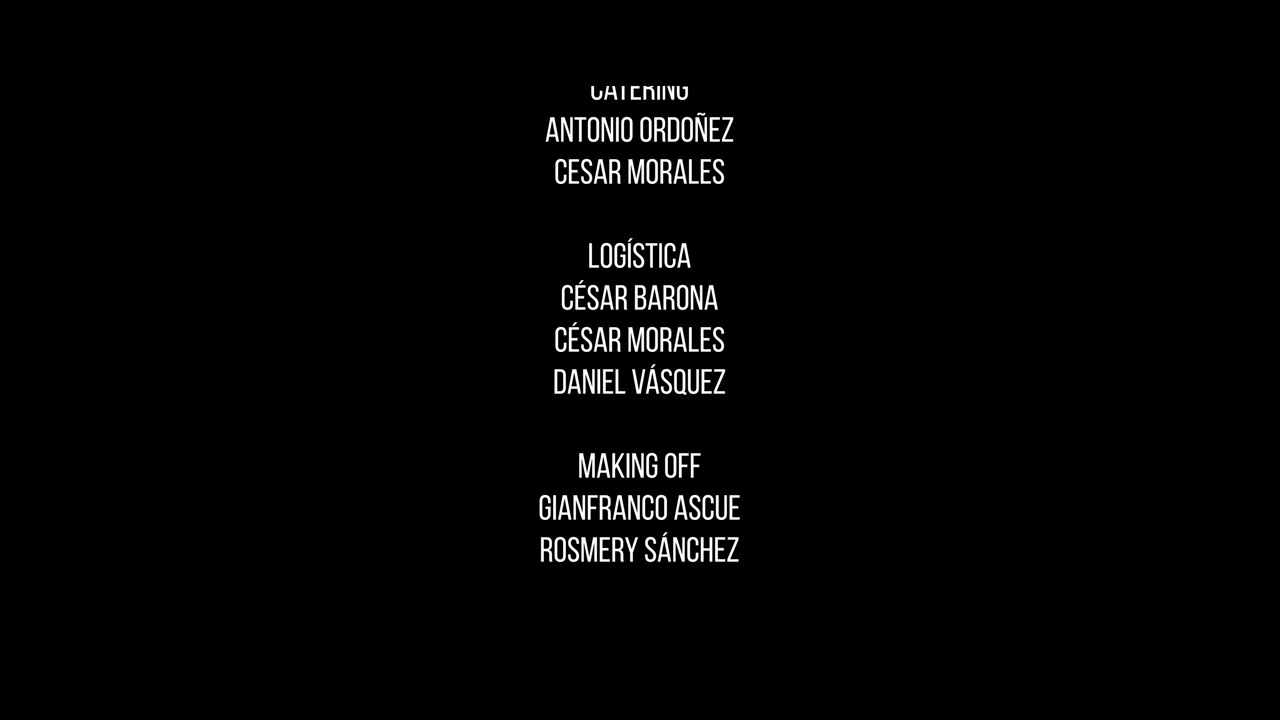 CATERING
ANTONIO ORDOÑEZ
CESAR MORALES
LOGÍSTICA
CÉSAR BARONA
CÉSAR MORALES
DANIEL VÁSQUEZ
MAKING OFF
GIANFRANCO ASCUE
ROSMERY SÁNCHEZ